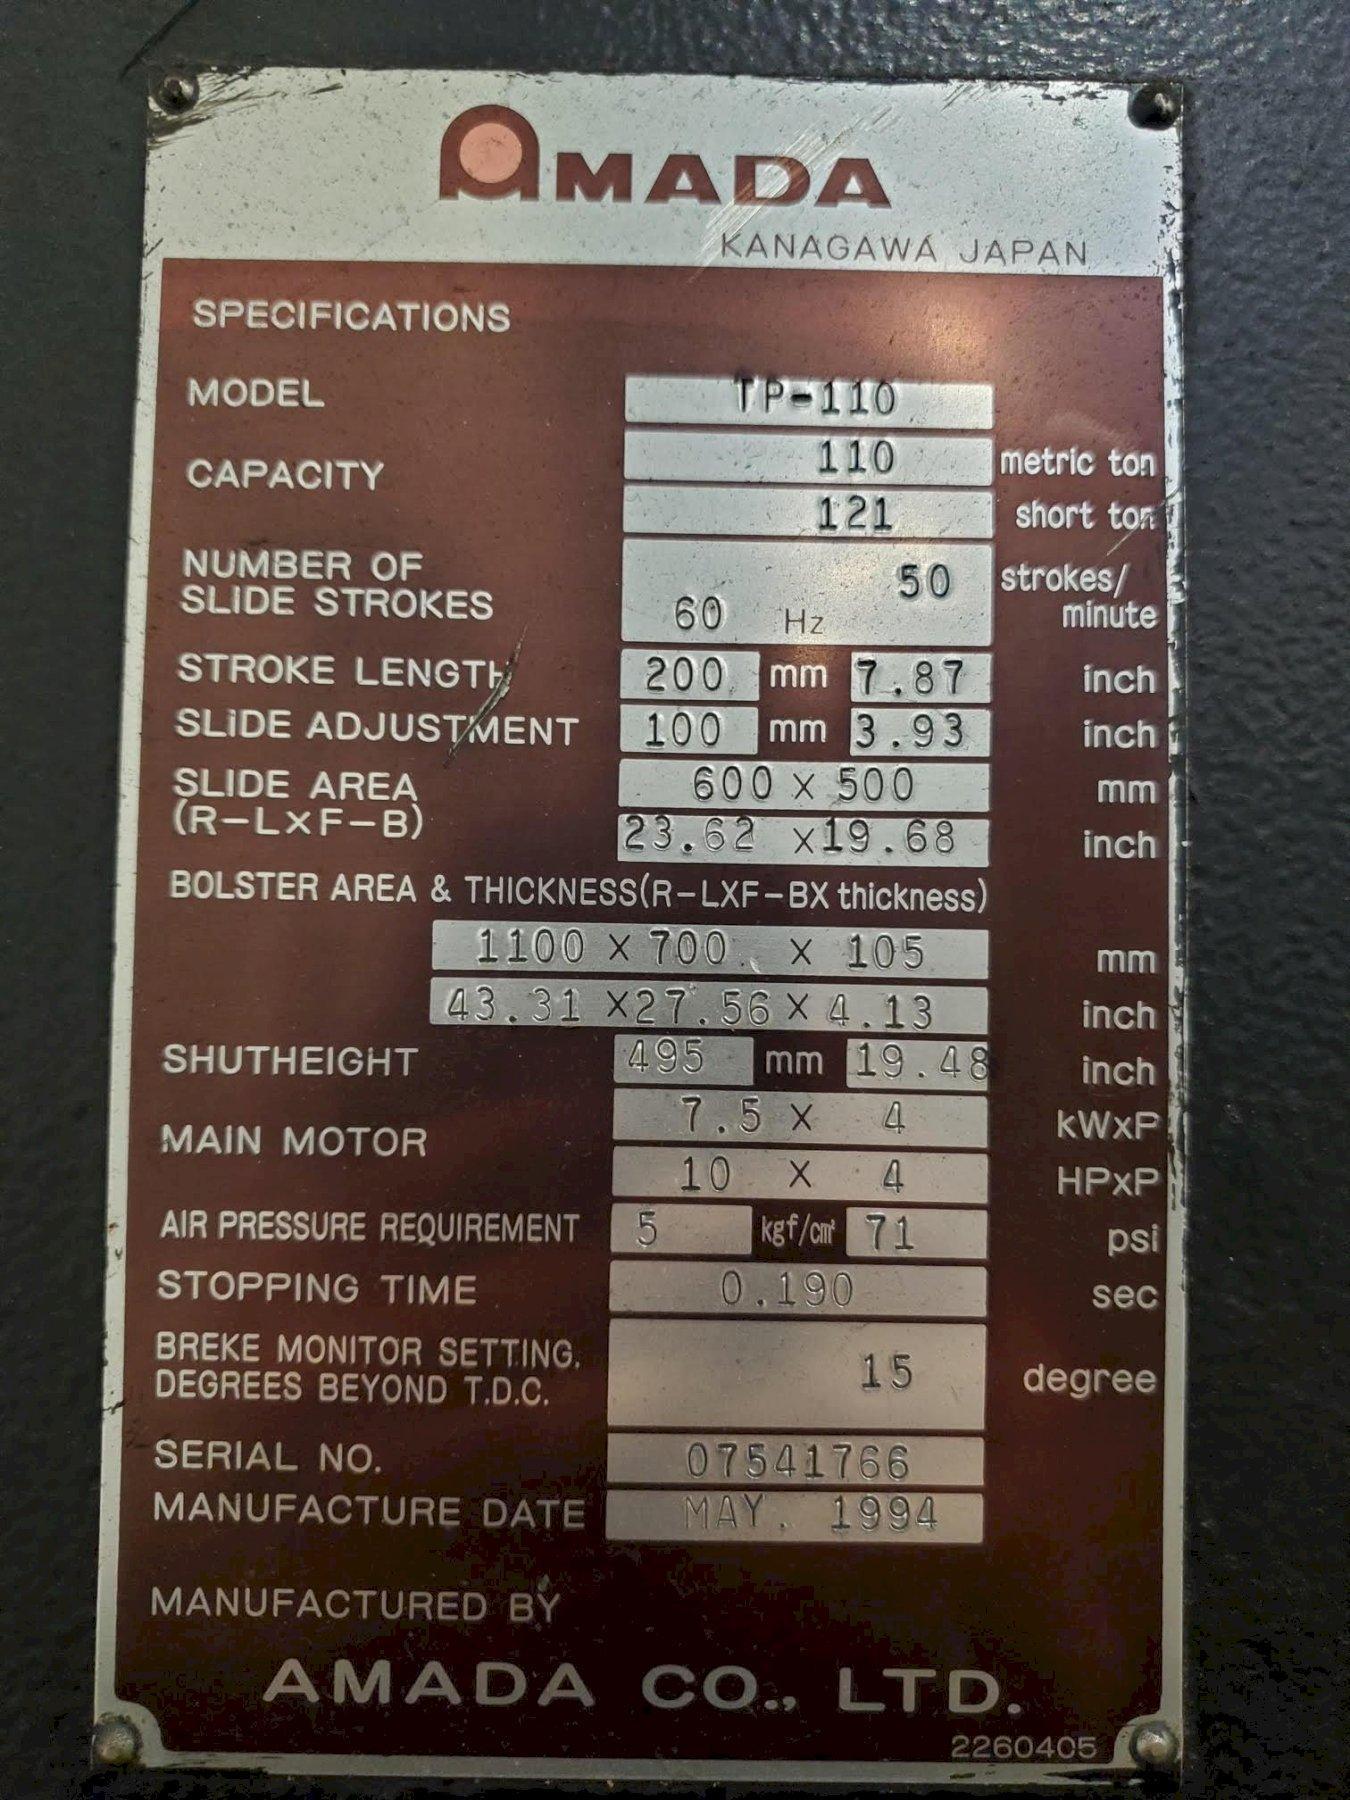 AMADA
KANAGAWA JAPAN
SPECIFICATIONS
MODEL TP-110
CAPACITY 110 metric ton
121 short ton
NUMBER OF SLIDE STROKES 60 Hz 50 strokes/minute
STROKE LENGTH 200 mm 7.87 inch
SLIDE ADJUSTMENT 100 mm 3.93 inch
SLIDE AREA 600 × 500 mm
(R-L×F-B) 23.62 ×19.68 inch
BOLSTER AREA & THICKNESS(R-LXF-BX thickness)
1100 × 700 × 105 mm
43.31 ×27.56 × 4.13 inch
SHUTHEIGHT 495 mm 19.48 inch
MAIN MOTOR 7.5 × 4 kWxP
10 × 4 HPxP
AIR PRESSURE REQUIREMENT 5 kgf/cm² 71 psi
STOPPING TIME 0.190 sec
BREKE MONITOR SETTING.
DEGREES BEYOND T.D.C. 15 degree
SERIAL NO. 07541766
MANUFACTURE DATE MAY. 1994
MANUFACTURED BY
AMADA CO., LTD.
2260405